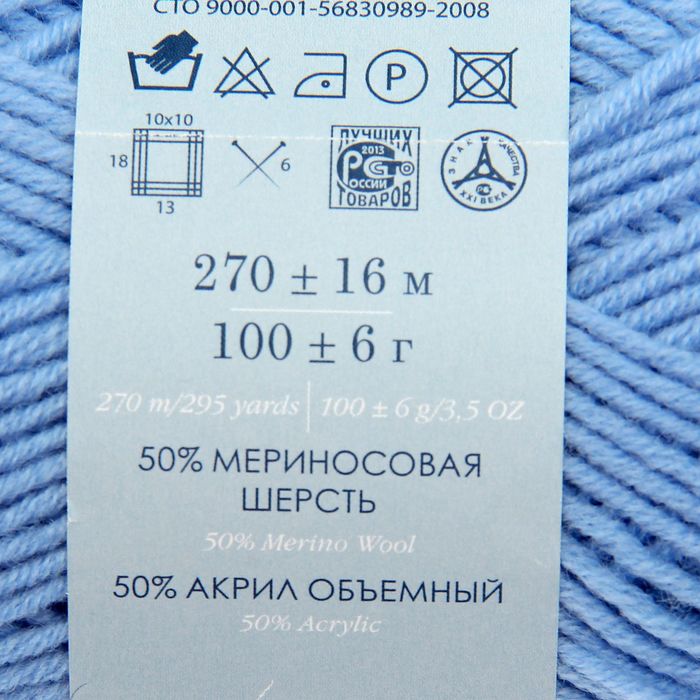 СТО 9000-001-56830989-2008
P
10x10
18
6
13
ЛУЧШИХ
2013
РОССИИ
ТОВАРОВ
ЗНАК КАЧЕСТВА
XXI ВЕКА
270 ± 16 м
100 ± 6 г
270 m/295 yards | 100 ± 6 g/3,5 OZ
50% МЕРИНОСОВАЯ
ШЕРСТЬ
50% Merino Wool
50% АКРИЛ ОБЪЕМНЫЙ
50% Acrylic